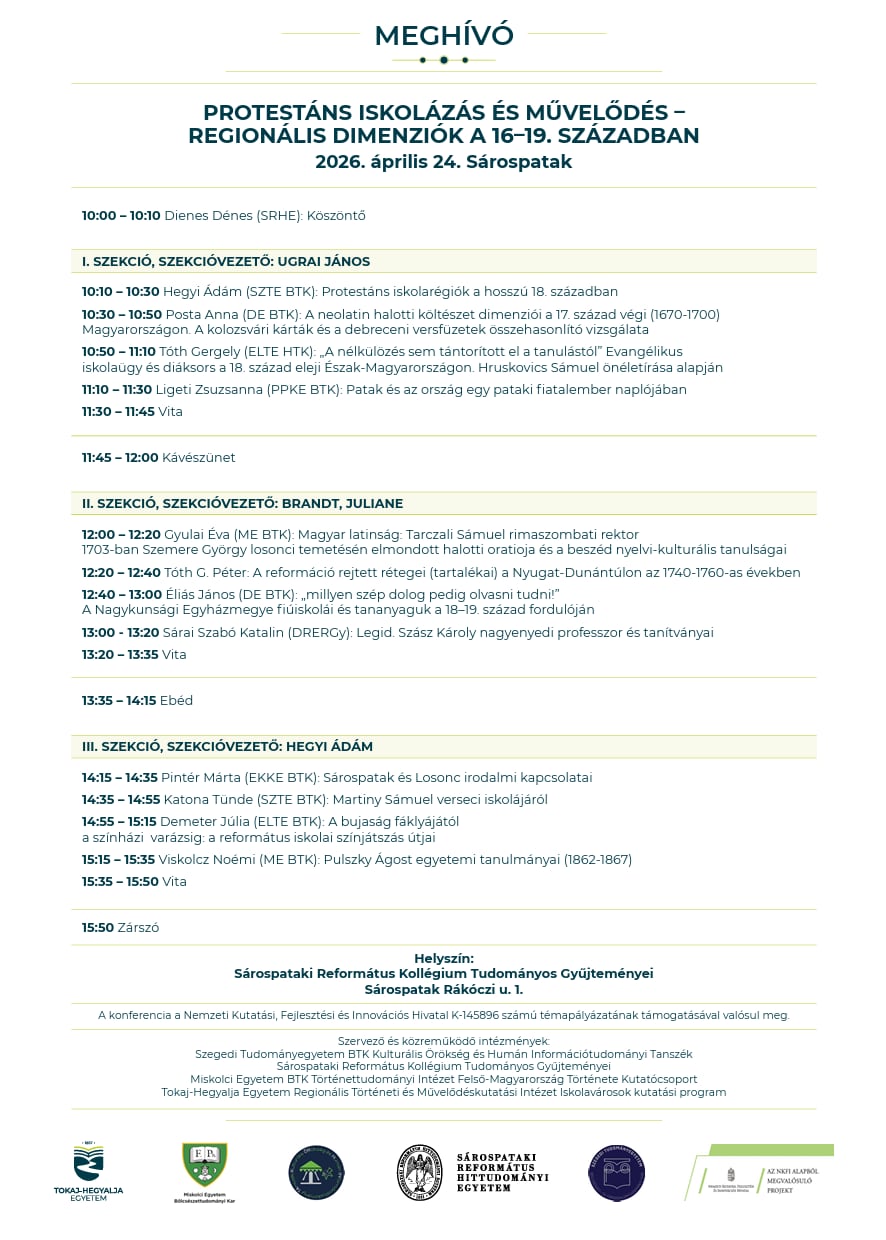 MEGHÍVÓ
PROTESTÁNS ISKOLÁZÁS ÉS MŰVELŐDÉS –
REGIONÁLIS DIMENZIÓK A 16–19. SZÁZADBAN
2026. április 24. Sárospatak
10:00 – 10:10 Dienes Dénes (SRHE): Köszöntő
I. SZEKCIÓ, SZEKCIÓVEZETŐ: UGRAI JÁNOS
10:10 – 10:30 Hegyi Ádám (SZTE BTK): Protestáns iskolarégiók a hosszú 18. században
10:30 – 10:50 Posta Anna (DE BTK): A neolatin halotti költészet dimenziói a 17. század végi (1670-1700)
Magyarországon. A kolozsvári kárták és a debreceni versfüzetek összehasonlító vizsgálata
10:50 – 11:10 Tóth Gergely (ELTE HTK): „A nélkülözés sem tántorított el a tanulástól” Evangélikus
iskolaügy és diáksors a 18. század eleji Észak-Magyarországon. Hruskovics Sámuel önéletírása alapján
11:10 – 11:30 Ligeti Zsuzsanna (PPKE BTK): Patak és az ország egy pataki fiatalember naplójában
11:30 – 11:45 Vita
11:45 – 12:00 Kávészünet
II. SZEKCIÓ, SZEKCIÓVEZETŐ: BRANDT, JULIANE
12:00 – 12:20 Gyulai Éva (ME BTK): Magyar latinság: Tarczali Sámuel rimaszombati rektor
1703-ban Szemere György losonci temetésén elmondott halotti oratioja és a beszéd nyelvi-kulturális tanulságai
12:20 – 12:40 Tóth G. Péter: A reformáció rejtett rétegei (tartalékai) a Nyugat-Dunántúlon az 1740-1760-as években
12:40 – 13:00 Éliás János (DE BTK): „millyen szép dolog pedig olvasni tudni!”
A Nagykunsági Egyházmegye fiúiskolái és tananyaguk a 18–19. század fordulóján
13:00 - 13:20 Sárai Szabó Katalin (DRERGy): Legid. Szász Károly nagyenyedi professzor és tanítványai
13:20 – 13:35 Vita
13:35 – 14:15 Ebéd
III. SZEKCIÓ, SZEKCIÓVEZETŐ: HEGYI ÁDÁM
14:15 – 14:35 Pintér Márta (EKKE BTK): Sárospatak és Losonc irodalmi kapcsolatai
14:35 – 14:55 Katona Tünde (SZTE BTK): Martiny Sámuel verseci iskolájáról
14:55 – 15:15 Demeter Júlia (ELTE BTK): A bujaság fáklyájától
a színházi varázsig: a református iskolai színjátszás útjai
15:15 – 15:35 Viskolcz Noémi (ME BTK): Pulszky Ágost egyetemi tanulmányai (1862-1867)
15:35 – 15:50 Vita
15:50 Zárszó
Helyszín:
Sárospataki Református Kollégium Tudományos Gyűjteményei
Sárospatak Rákóczi u. 1.
A konferencia a Nemzeti Kutatási, Fejlesztési és Innovációs Hivatal K-145896 számú témapályázatának támogatásával valósul meg.
Szervező és közreműködő intézmények:
Szegedi Tudományegyetem BTK Kulturális Örökség és Humán Információtudományi Tanszék
Sárospataki Református Kollégium Tudományos Gyűjteményei
Miskolci Egyetem BTK Történettudományi Intézet Felső-Magyarország Története Kutatócsoport
Tokaj-Hegyalja Egyetem Regionális Történeti és Művelődéskutatási Intézet Iskolavárosok kutatási program
TOKAJ-HEGYALJA
EGYETEM
Miskolci Egyetem
Bölcsészettudományi Kar
SÁROSPATAKI
REFORMÁTUS
HITTUDOMÁNYI
EGYETEM
AZ NKFI ALAPBÓL
MEGVALÓSULÓ
PROJEKT